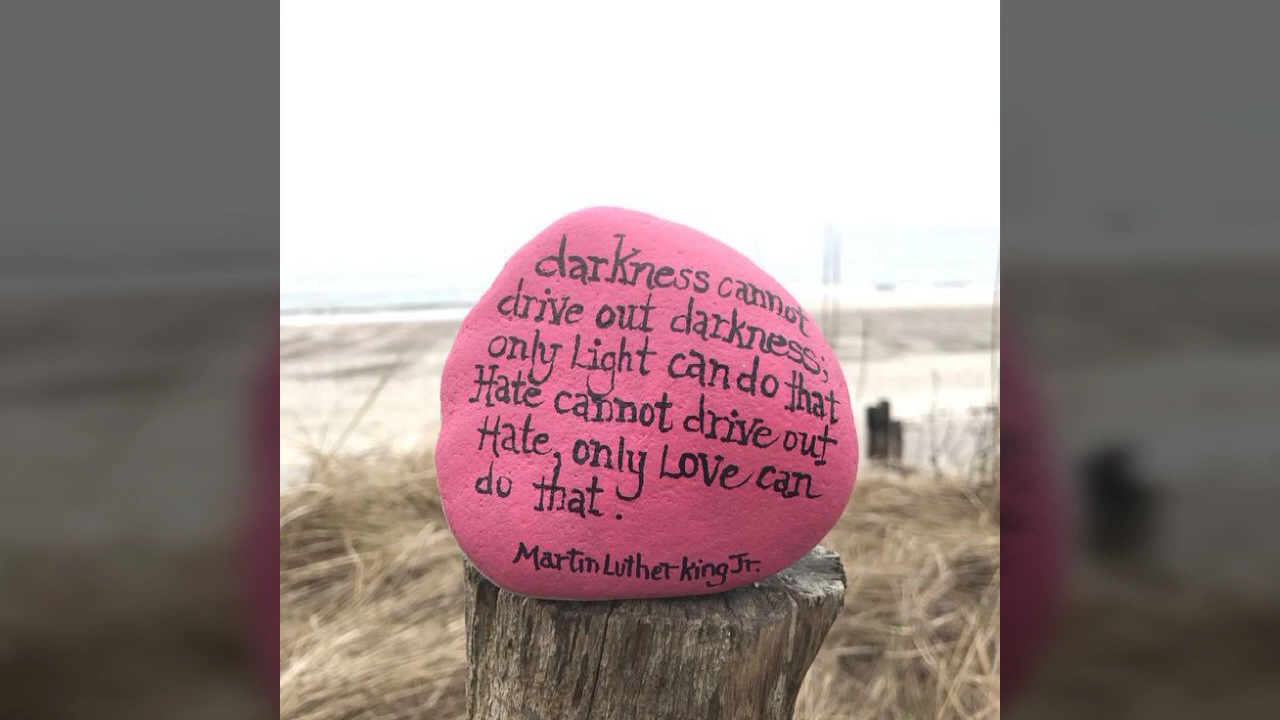 darkness cannot
drive out darkness;
only Light can do that
Hate cannot drive out
Hate, only Love can
do that.
Martin Luther king Jr.